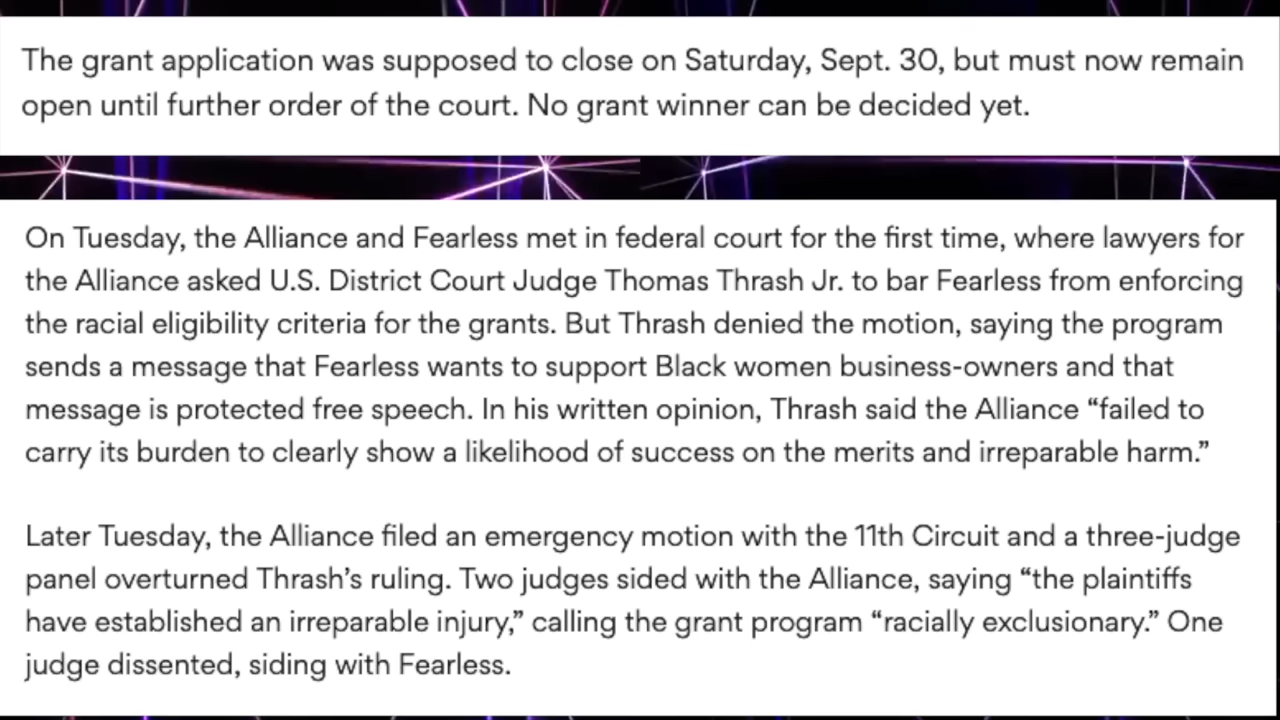 The grant application was supposed to close on Saturday, Sept. 30, but must now remain
open until further order of the court. No grant winner can be decided yet.
On Tuesday, the Alliance and Fearless met in federal court for the first time, where lawyers for
the Alliance asked U.S. District Court Judge Thomas Thrash Jr. to bar Fearless from enforcing
the racial eligibility criteria for the grants. But Thrash denied the motion, saying the program
sends a message that Fearless wants to support Black women business-owners and that
message is protected free speech. In his written opinion, Thrash said the Alliance “failed to
carry its burden to clearly show a likelihood of success on the merits and irreparable harm.”
Later Tuesday, the Alliance filed an emergency motion with the 11th Circuit and a three-judge
panel overturned Thrash’s ruling. Two judges sided with the Alliance, saying “the plaintiffs
have established an irreparable injury,” calling the grant program “racially exclusionary.” One
judge dissented, siding with Fearless.